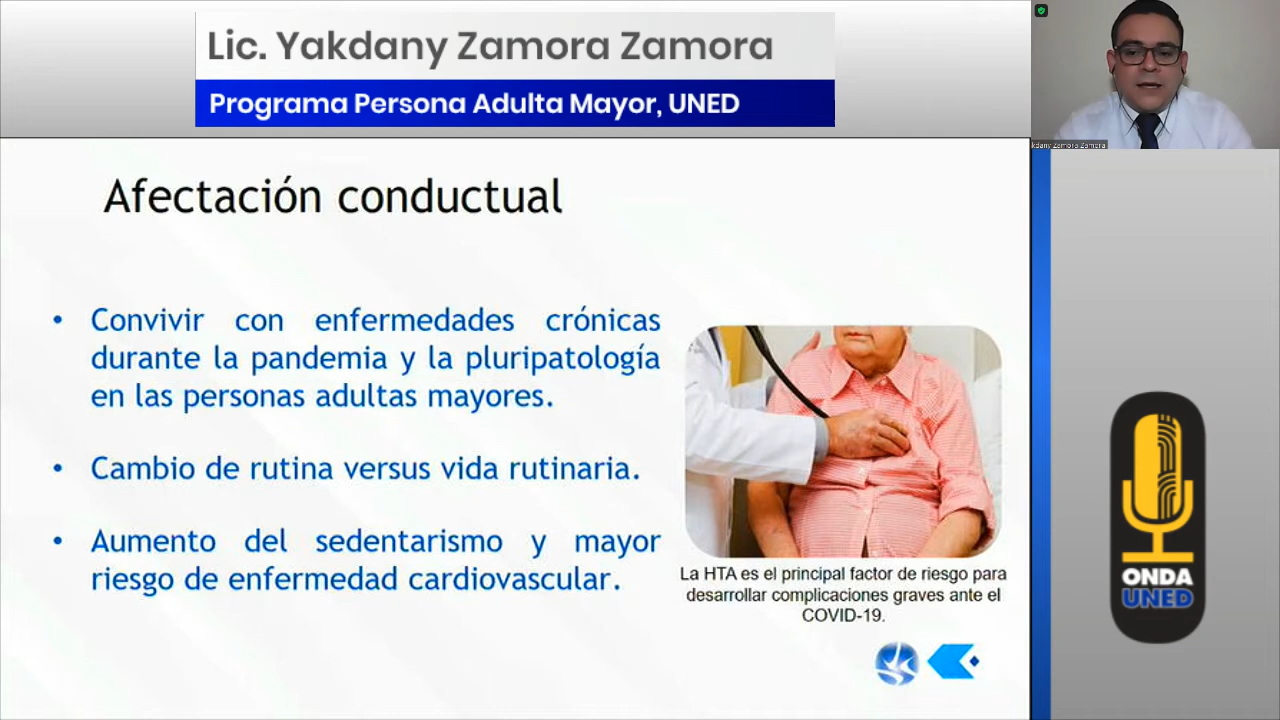 Lic. Yakdany Zamora Zamora
Programa Persona Adulta Mayor, UNED
kdany Zamora Zamora
Afectación conductual
• Convivir con enfermedades crónicas
durante la pandemia y la pluripatología
en las personas adultas mayores.
• Cambio de rutina versus vida rutinaria.
• Aumento del sedentarismo y mayor
riesgo de enfermedad cardiovascular.
La HTA es el principal factor de riesgo para
desarrollar complicaciones graves ante el
COVID-19.
ONDA
UNED